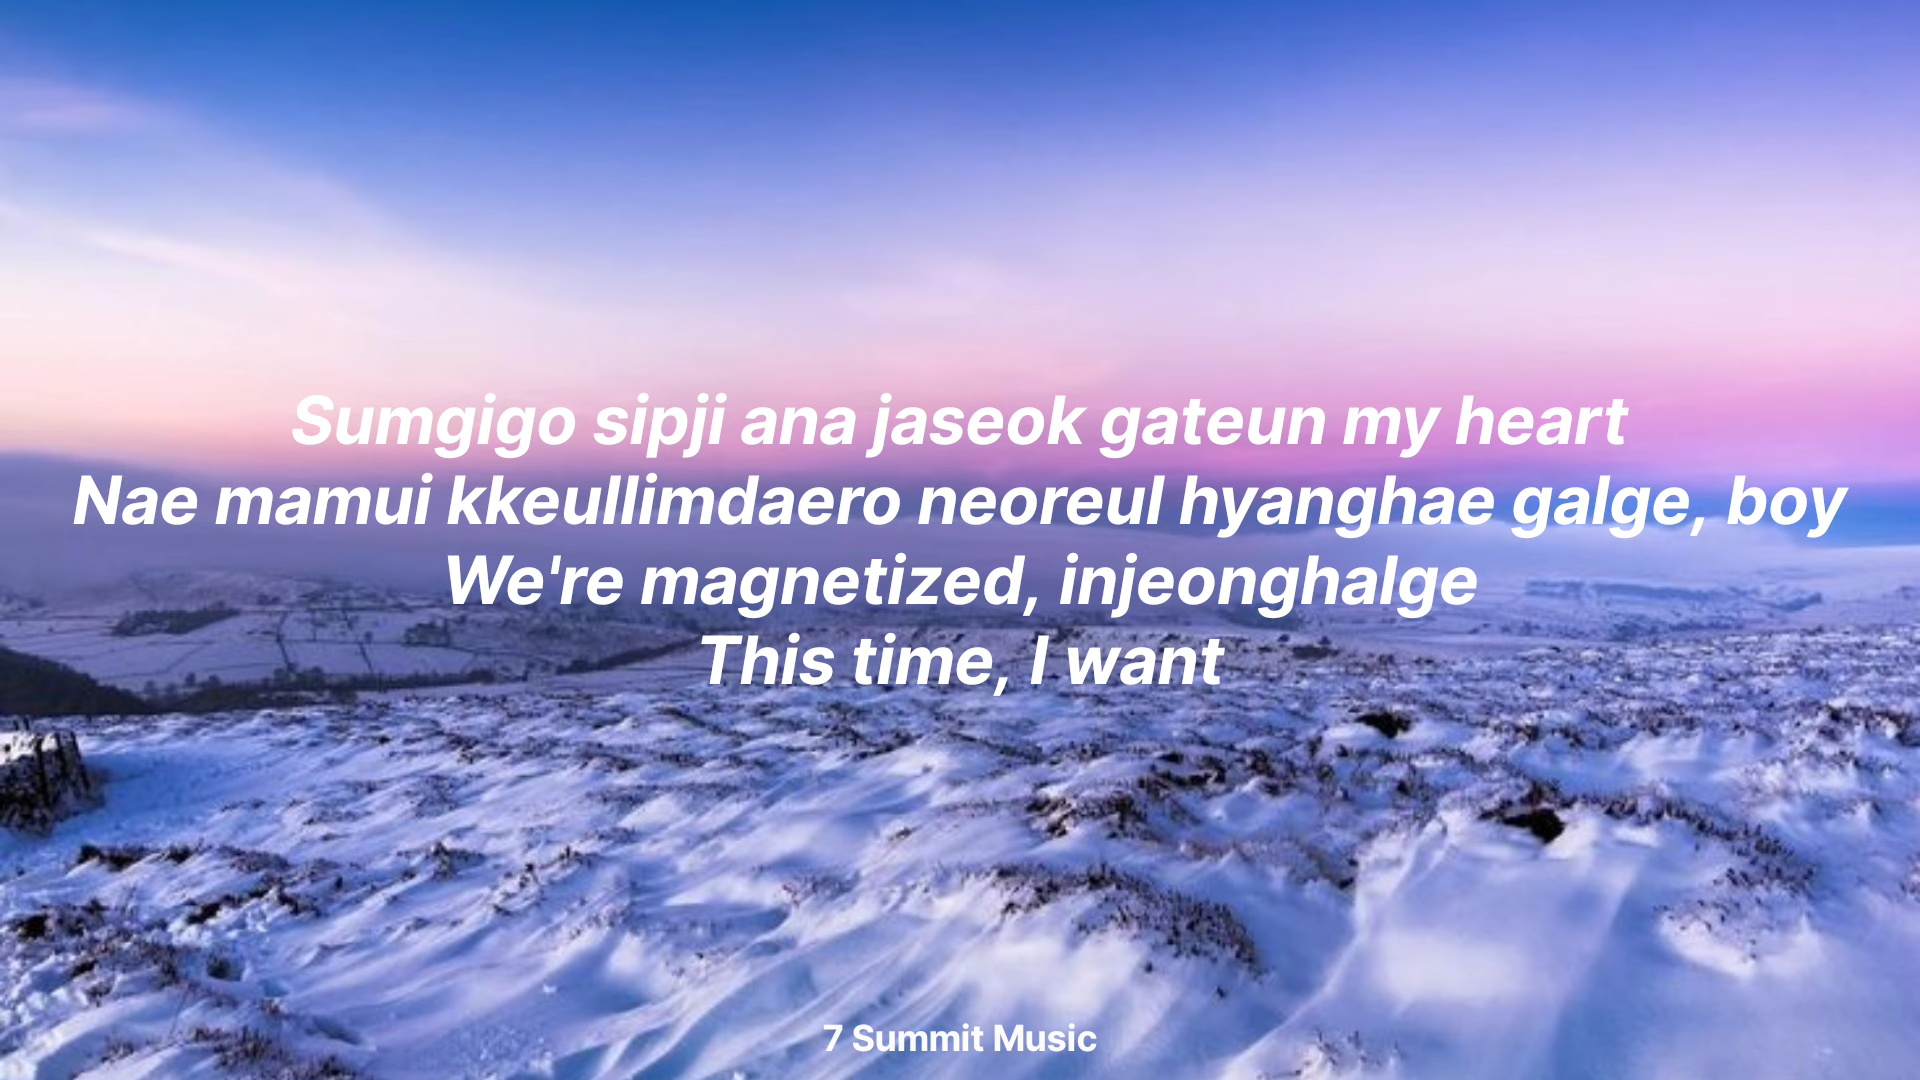 Sumgigo sipji ana jaseok gateun my heart
Nae mamui kkeullimdaero neoreul hyanghae galge, boy
We're magnetized, injeonghalge
This time, I want
7 Summit Music